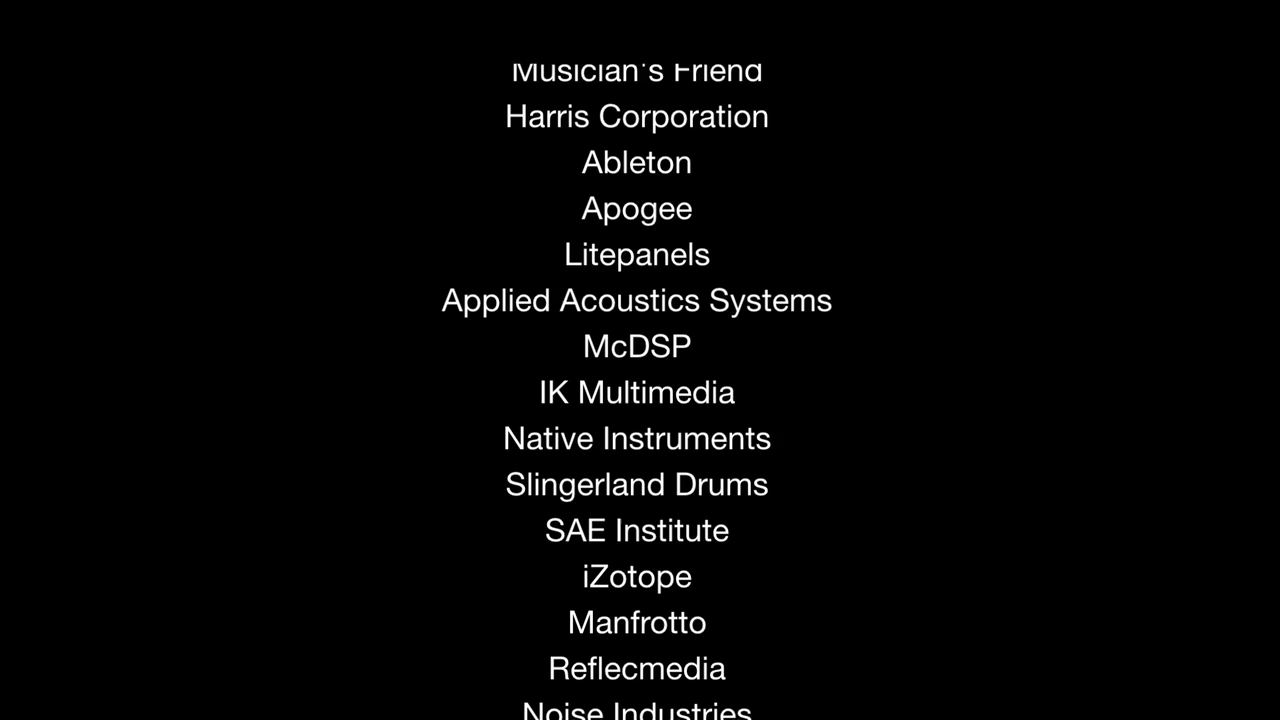 Musician's Friend
Harris Corporation
Ableton
Apogee
Litepanels
Applied Acoustics Systems
McDSP
IK Multimedia
Native Instruments
Slingerland Drums
SAE Institute
iZotope
Manfrotto
Reflecmedia
Noise Industries